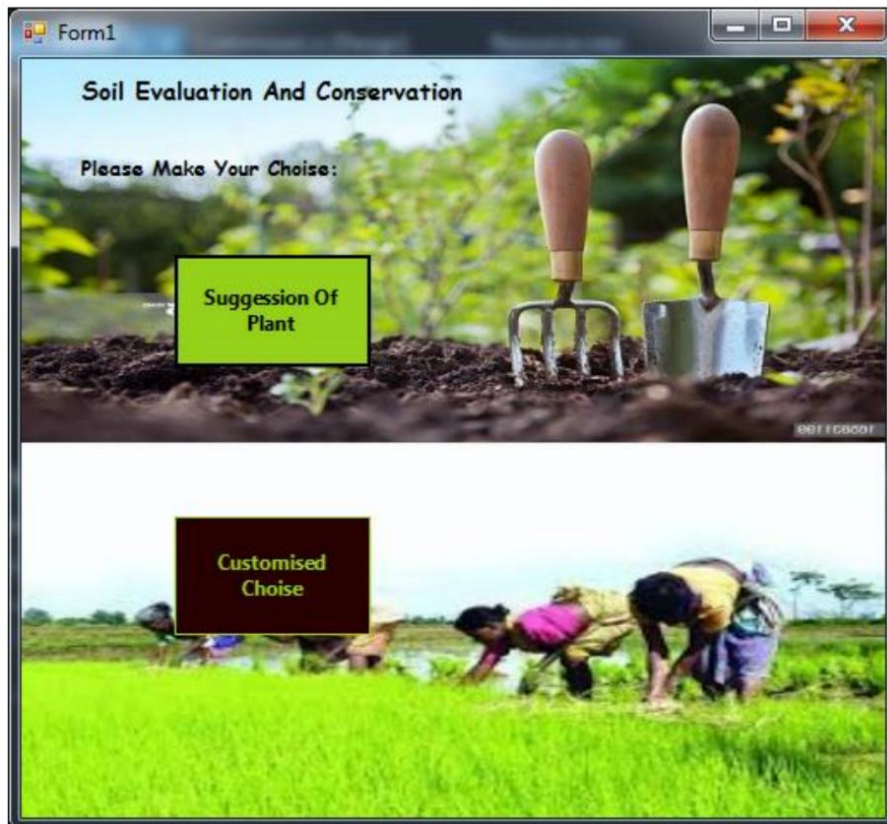 Form1
Soil Evaluation And Conservation
Please Make Your Choise:
Suggession Of
Plant
Customised
Choise